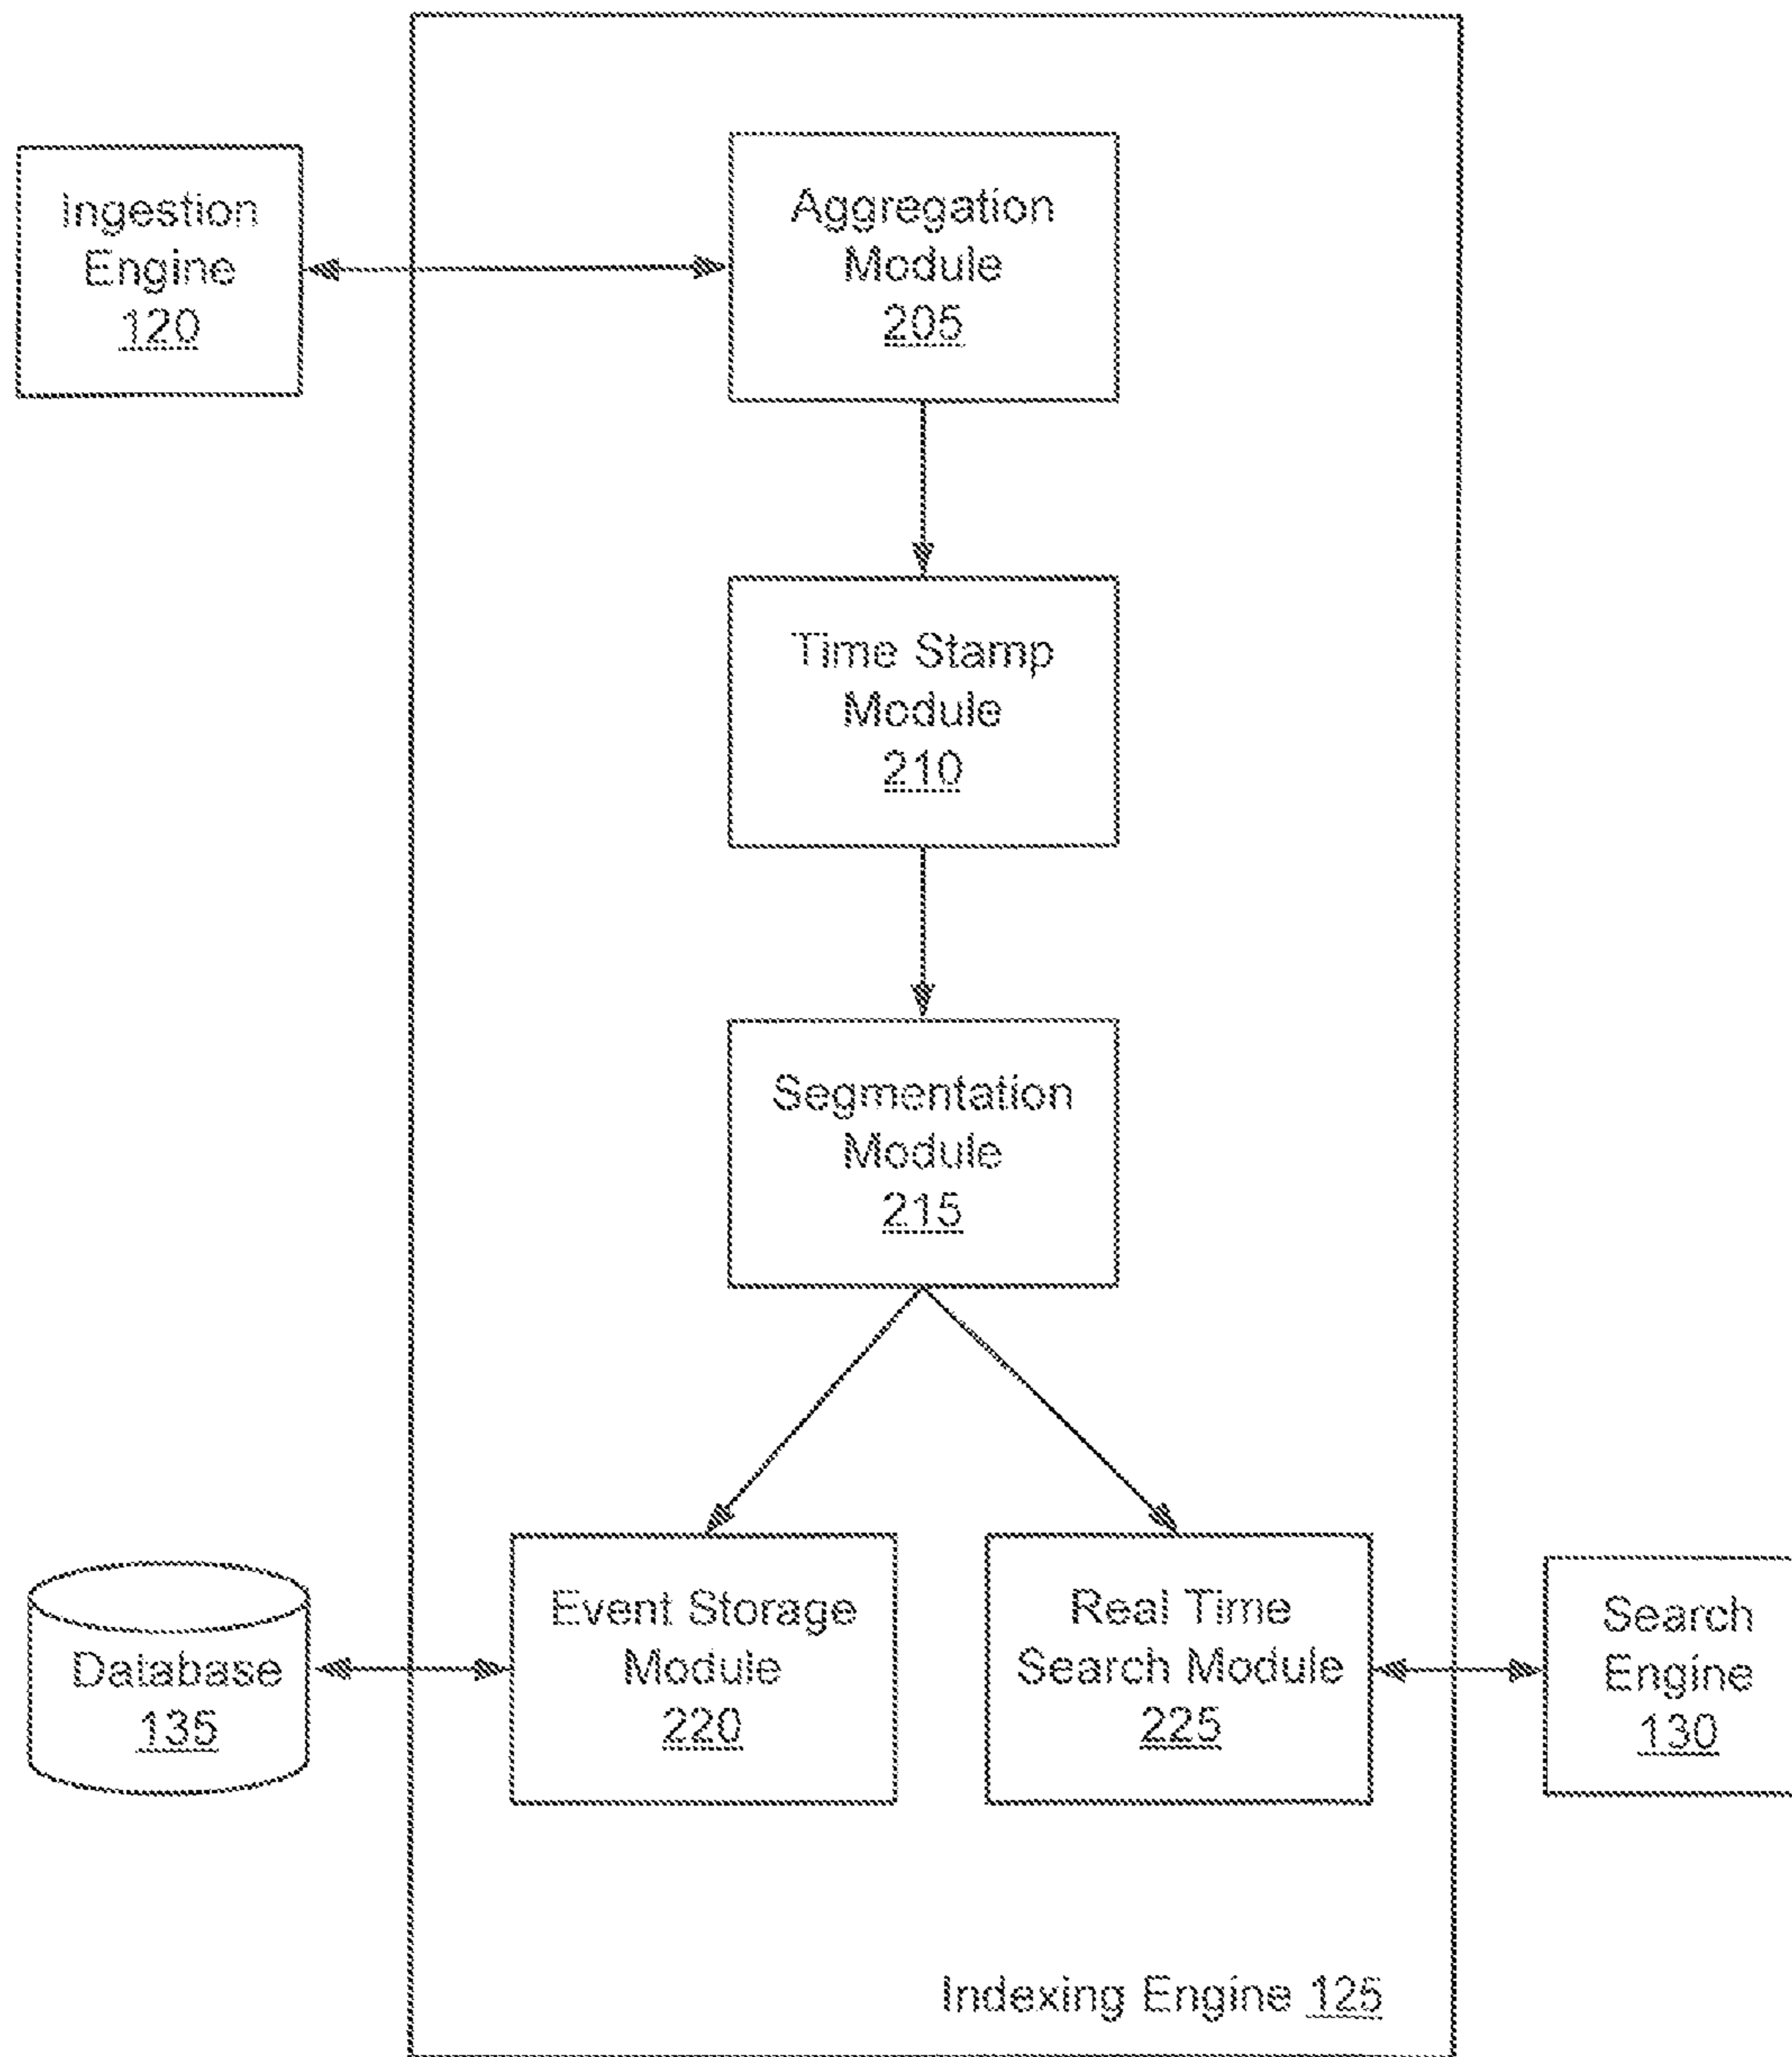 Ingestion
Engine
120
Aggregation
Module
205
Time Stamp
Module
210
Segmentation
Module
215
Database
135
Event Storage
Module
220
Real Time
Search Module
225
Search
Engine
130
Indexing Engine 125